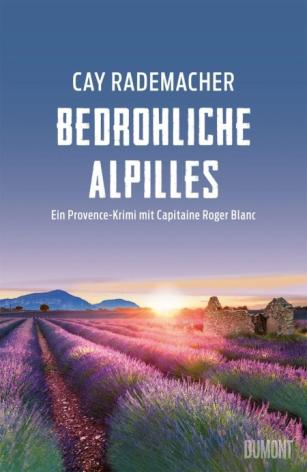 CAY RADEMACHER
BEDROHLICHE
ALPILLES
Ein Provence-Krimi mit Capitaine Roger Blanc
DUMONT